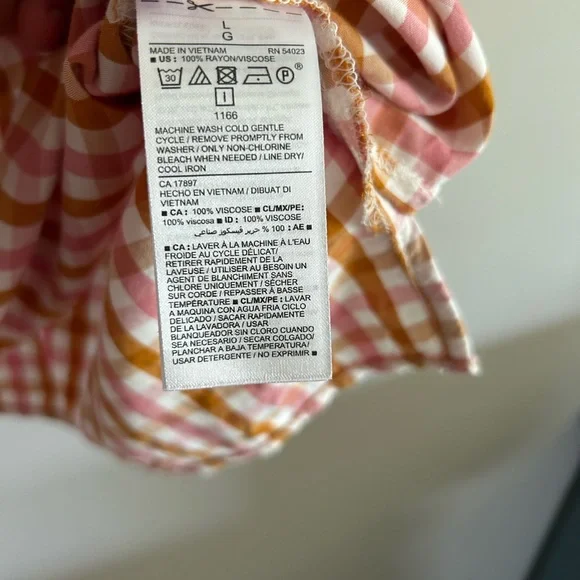 L
G
MADE IN VIETNAM RN 54023
■ US: 100% RAYON/VISCOSE
30 P
I
1166
MACHINE WASH COLD GENTLE
CYCLE / REMOVE PROMPTLY FROM
WASHER / ONLY NON-CHLORINE
BLEACH WHEN NEEDED / LINE DRY/
COOL IRON
CA 17897
HECHO EN VIETNAM / DIBUAT DI
VIETNAM
■ CA: 100% VISCOSE ■ CL/MX/PE:
100% viscosa ■ ID: 100% VISCOSE
■ AE: 100 % حرير فيسكوز صناعي
■ CA: LAVER À LA MACHINE À L'EAU
FROIDE AU CYCLE DÉLICAT/
RETIRER RAPIDEMENT DE LA
LAVEUSE / UTILISER AU BESOIN UN
AGENT DE BLANCHIMENT SANS
CHLORE UNIQUEMENT / SÉCHER
SUR CORDE / REPASSER À BASSE
TEMPÉRATURE ■ CL/MX/PE: LAVAR
A MAQUINA CON AGUA FRIA CICLO
DELICADO / SACAR RAPIDAMENTE
DE LA LAVADORA / USAR
BLANQUEADOR SIN CLORO CUANDO
SEA NECESARIO / SECAR COLGADO/
PLANCHAR A BAJA TEMPERATURA/
USAR DETERGENTE / NO EXPRIMIR ■